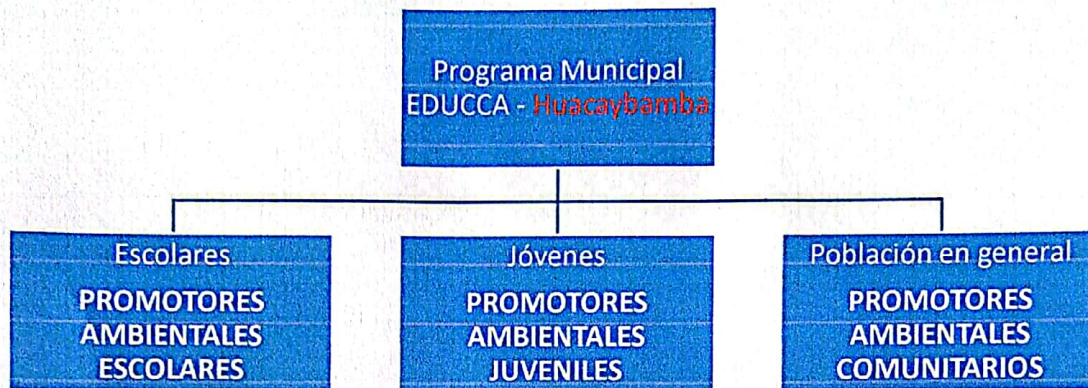 Programa Municipal
EDUCCA - Huacaybamba
Escolares
PROMOTORES
AMBIENTALES
ESCOLARES
Jóvenes
PROMOTORES
AMBIENTALES
JUVENILES
Población en general
PROMOTORES
AMBIENTALES
COMUNITARIOS